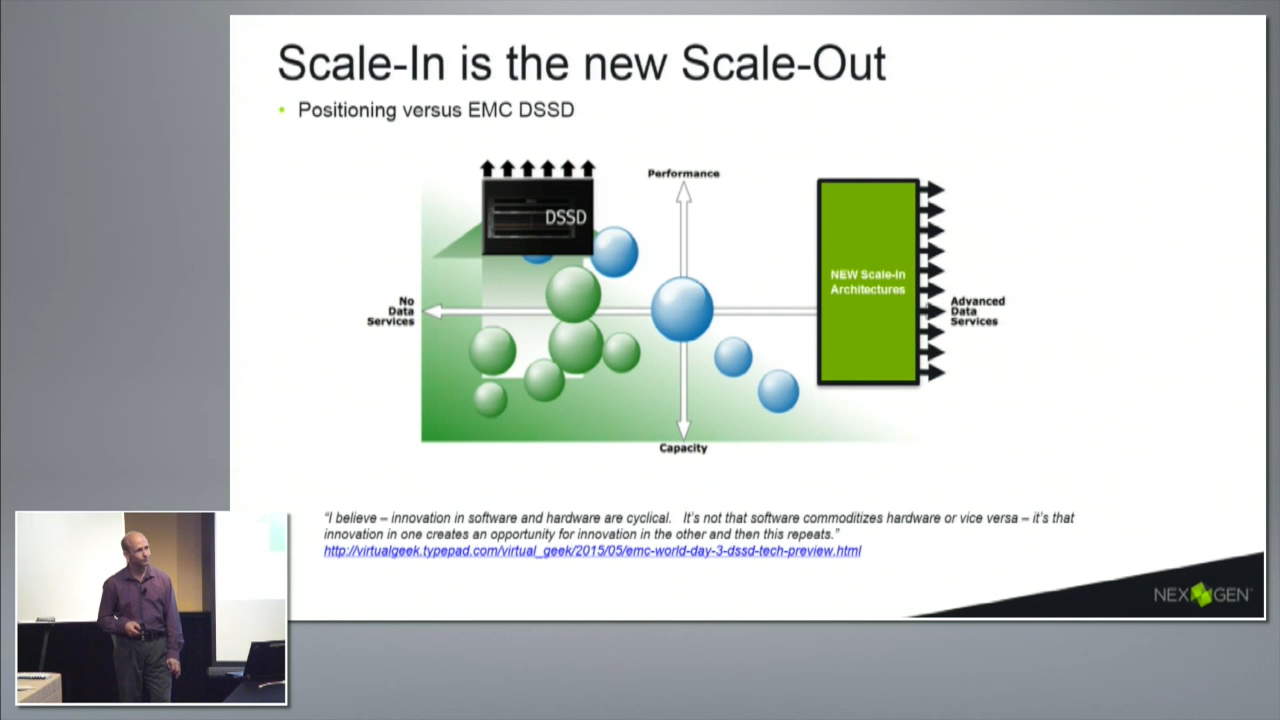 Scale-In is the new Scale-Out
• Positioning versus EMC DSSD
DSSD
Performance
NEW Scale-In
Architectures
No
Data
Services
Advanced
Data
Services
Capacity
“I believe – innovation in software and hardware are cyclical. It’s not that software commoditizes hardware or vice versa – it’s that
innovation in one creates an opportunity for innovation in the other and then this repeats.”
http://virtualgeek.typepad.com/virtual_geek/2015/05/emc-world-day-3-dssd-tech-preview.html
NEXGEN